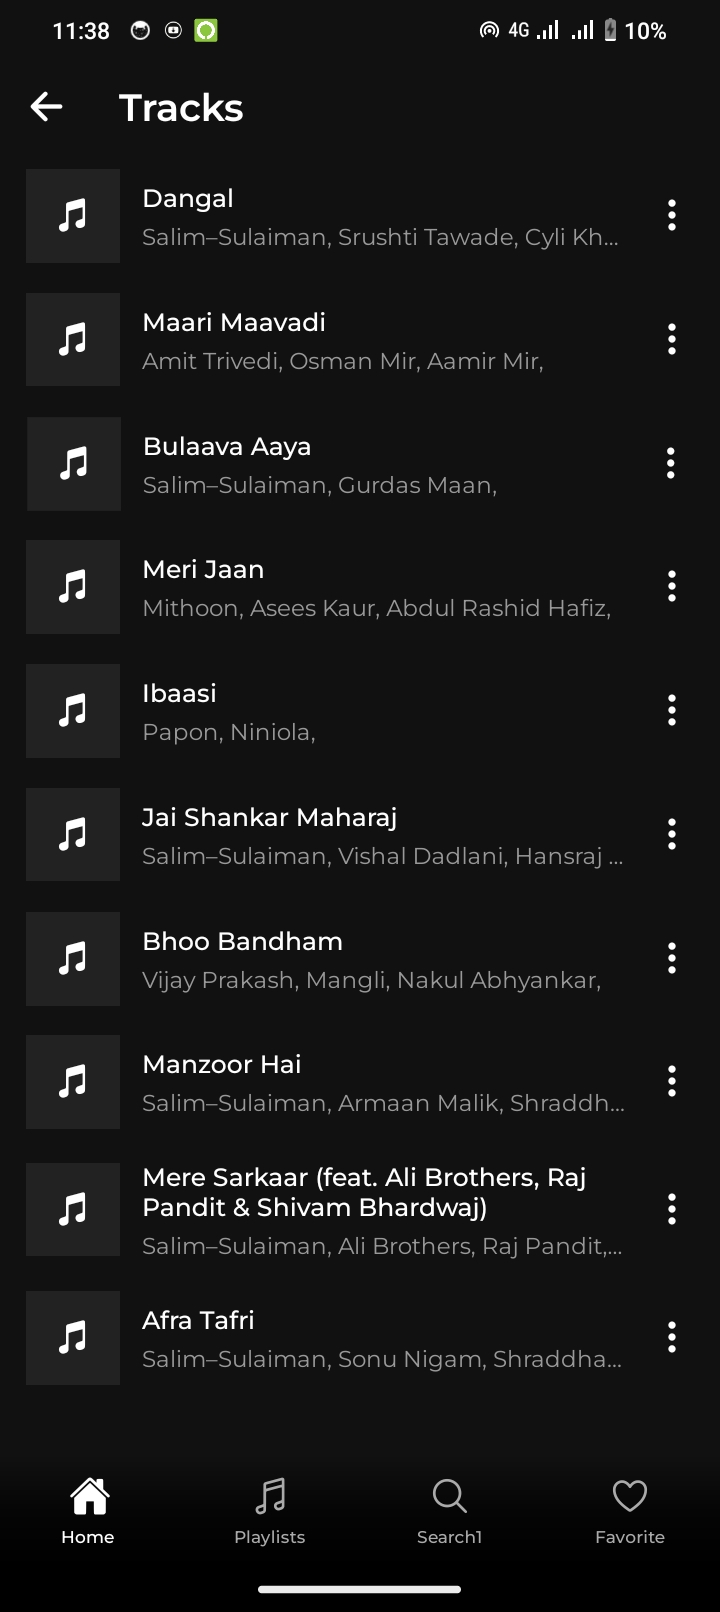 11:38 4G 10%
Tracks
Dangal
Salim–Sulaiman, Srushti Tawade, Cyli Kh...
Maari Maavadi
Amit Trivedi, Osman Mir, Aamir Mir,
Bulaava Aaya
Salim–Sulaiman, Gurdas Maan,
Meri Jaan
Mithoon, Asees Kaur, Abdul Rashid Hafiz,
Ibaasi
Papon, Niniola,
Jai Shankar Maharaj
Salim–Sulaiman, Vishal Dadlani, Hansraj ...
Bhoo Bandham
Vijay Prakash, Mangli, Nakul Abhyankar,
Manzoor Hai
Salim–Sulaiman, Armaan Malik, Shraddh...
Mere Sarkaar (feat. Ali Brothers, Raj
Pandit & Shivam Bhardwaj)
Salim–Sulaiman, Ali Brothers, Raj Pandit,...
Afra Tafri
Salim–Sulaiman, Sonu Nigam, Shraddha...
Home Playlists Search1 Favorite